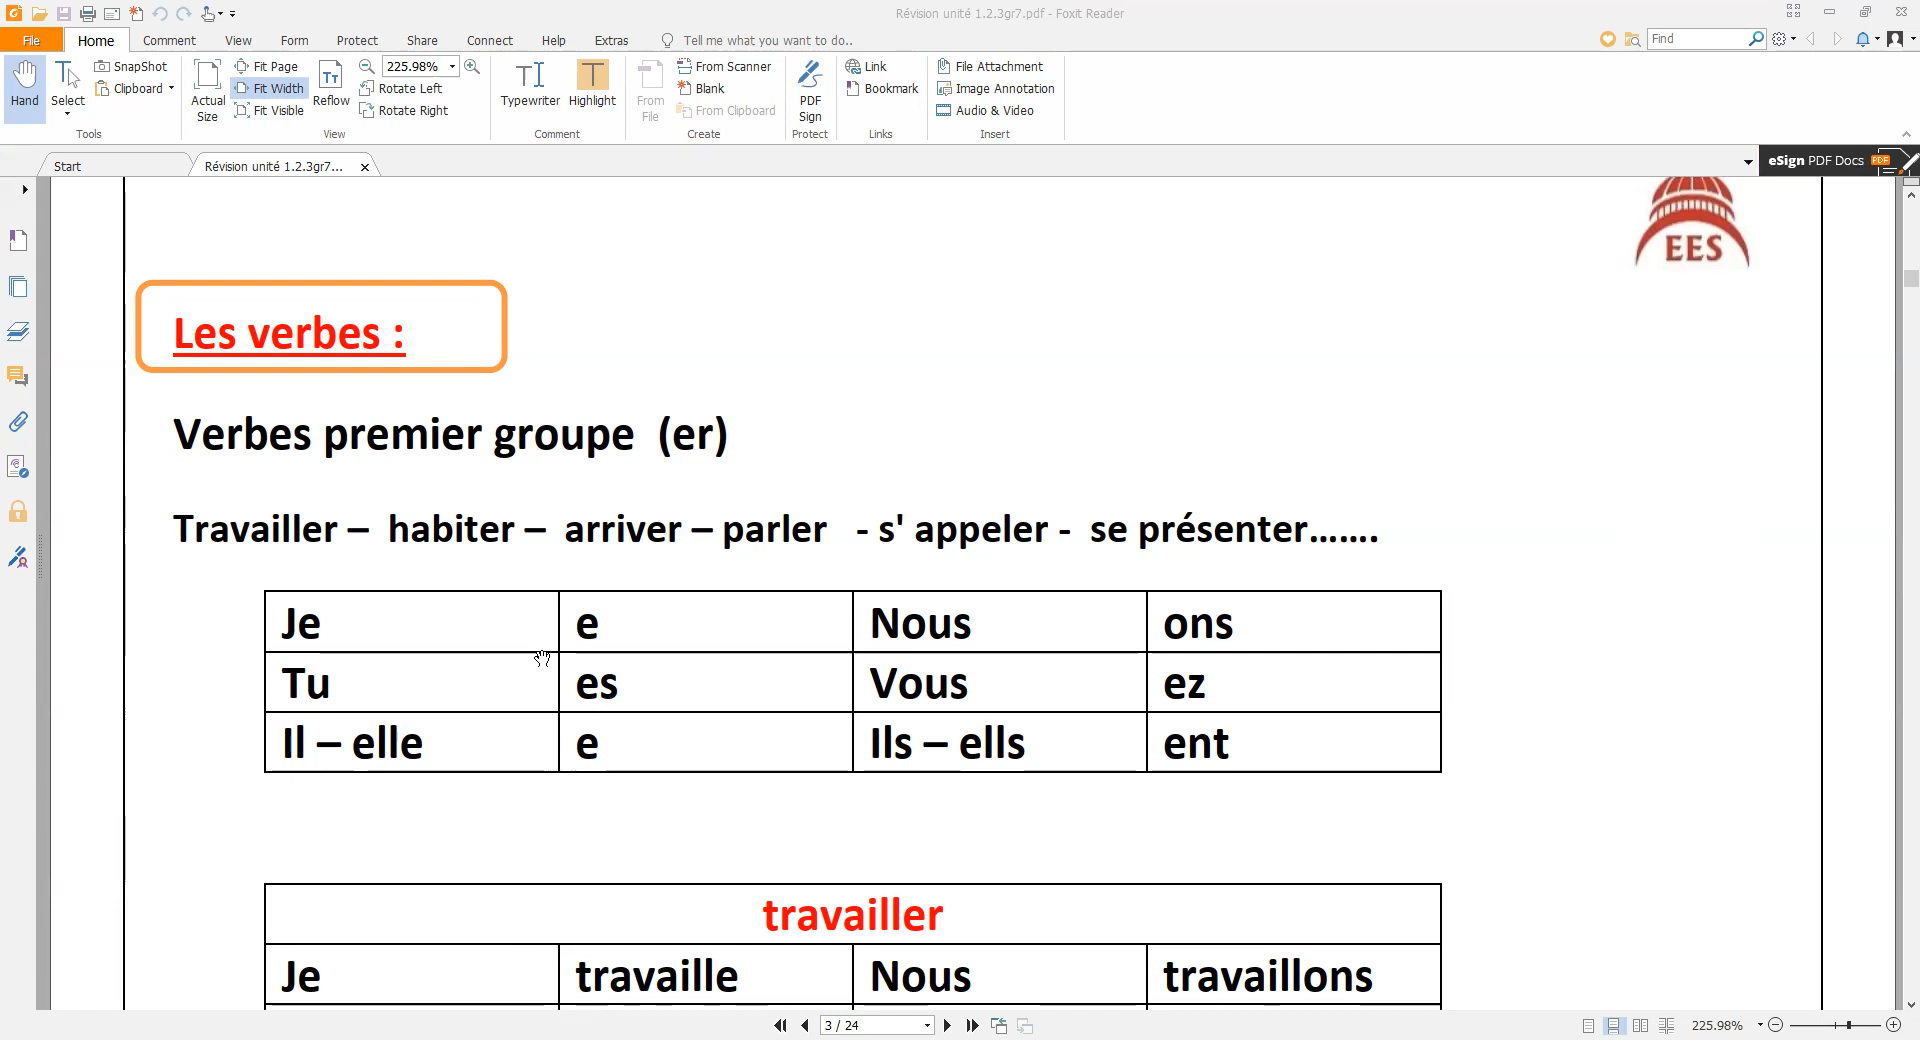 Révision unité 1.2.3gr7.pdf - Foxit Reader
File Home Comment View Form Protect Share Connect Help Extras Tell me what you want to do.. Find
Hand Select SnapShot Clipboard Actual Size Fit Page Fit Width Fit Visible Reflow 225.98% Rotate Left Rotate Right Typewriter Highlight From File From Scanner Blank From Clipboard PDF Sign Link Bookmark File Attachment Image Annotation Audio & Video
Tools View Comment Create Protect Links Insert
Start Révision unité 1.2.3gr7... eSign PDF Docs PDF
EES
Les verbes :
Verbes premier groupe (er)
Travailler – habiter – arriver – parler - s' appeler - se présenter.......
Je e Nous ons
Tu es Vous ez
Il – elle e Ils – ells ent
travailler
Je travaille Nous travaillons
3 / 24 225.98%